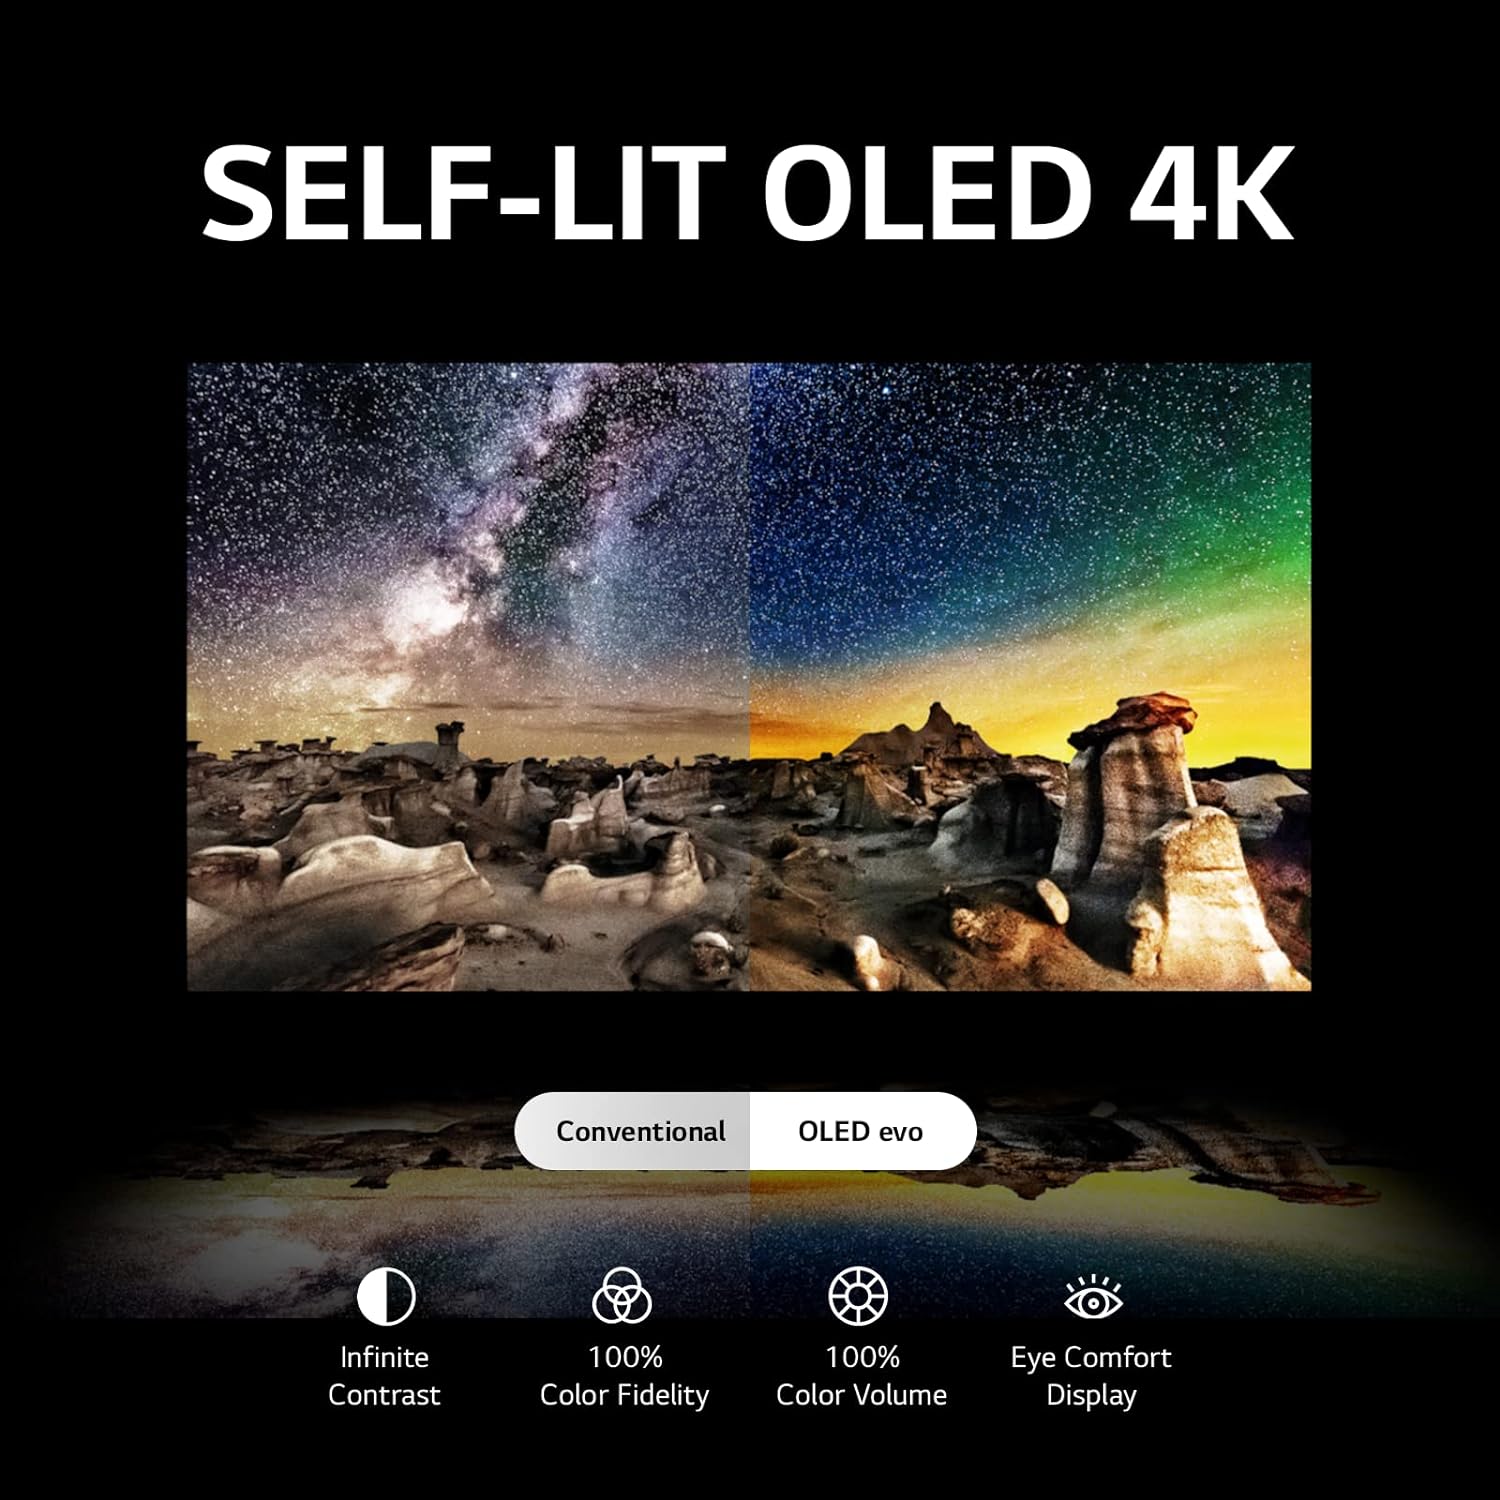 SELF-LIT OLED 4K
Conventional
OLED evo
Infinite
Contrast
100%
Color Fidelity
100%
Color Volume
Eye Comfort
Display